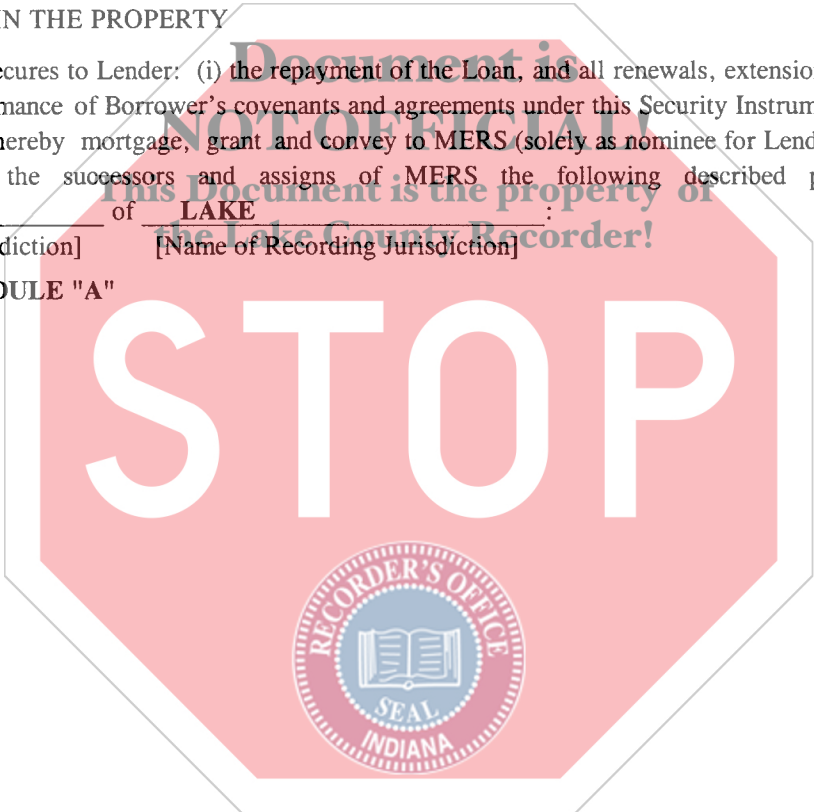 IN THE PROPERTY
Document is
ecures to Lender: (i) the repayment of the Loan, and all renewals, extension
mance of Borrower's covenants and agreements under this Security Instrum
NOT OFFICIAL!
hereby mortgage, grant and convey to MERS (solely as nominee for Lend
the successors and assigns of MERS the following described p
This Document is the property of
of LAKE :
the Lake County Recorder!
diction] [Name of Recording Jurisdiction]
DULE "A"
STOP
RECORDER'S OFFICE
SEAL
INDIANA